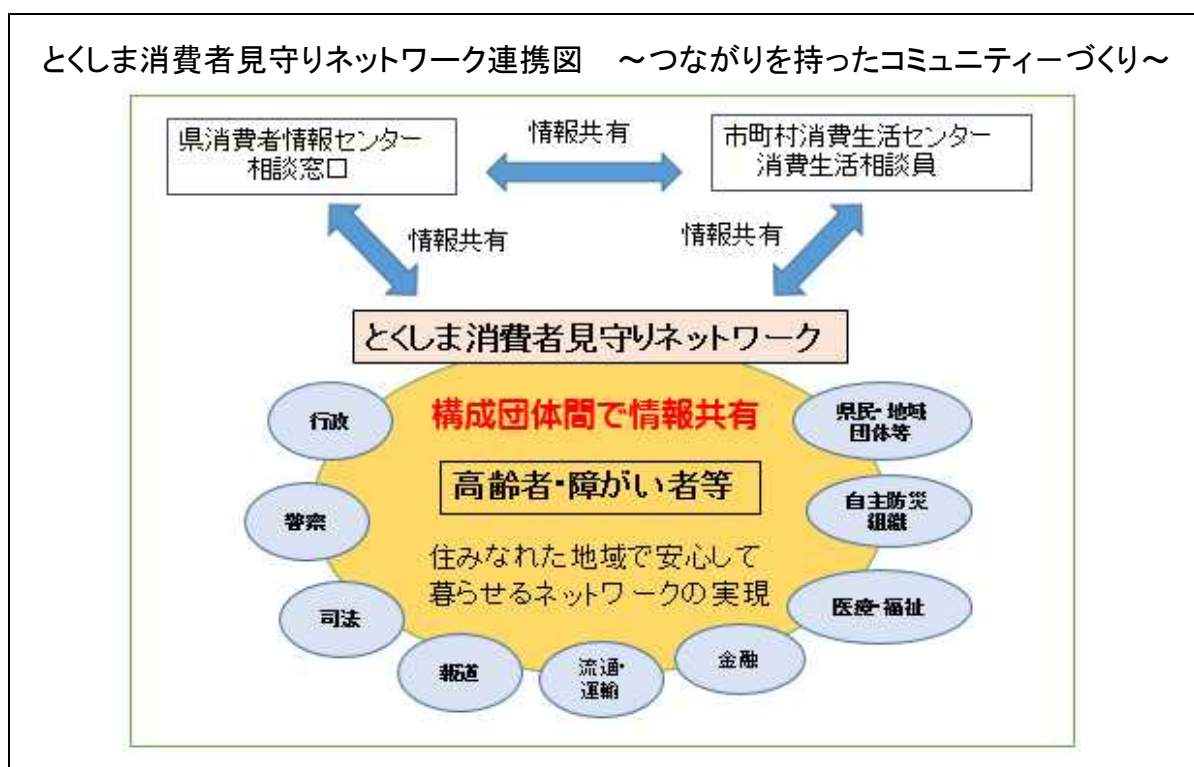 とくしま消費者見守りネットワーク連携図　～つながりを持ったコミュニティーづくり～
県消費者情報センター
相談窓口
情報共有
市町村消費生活センター
消費生活相談員
情報共有
情報共有
とくしま消費者見守りネットワーク
構成団体間で情報共有
高齢者・障がい者等
住みなれた地域で安心して
暮らせるネットワークの実現
行政
警察
司法
報道
流通・
運輸
金融
医療・福祉
自主防災
組織
県民・地域
団体等